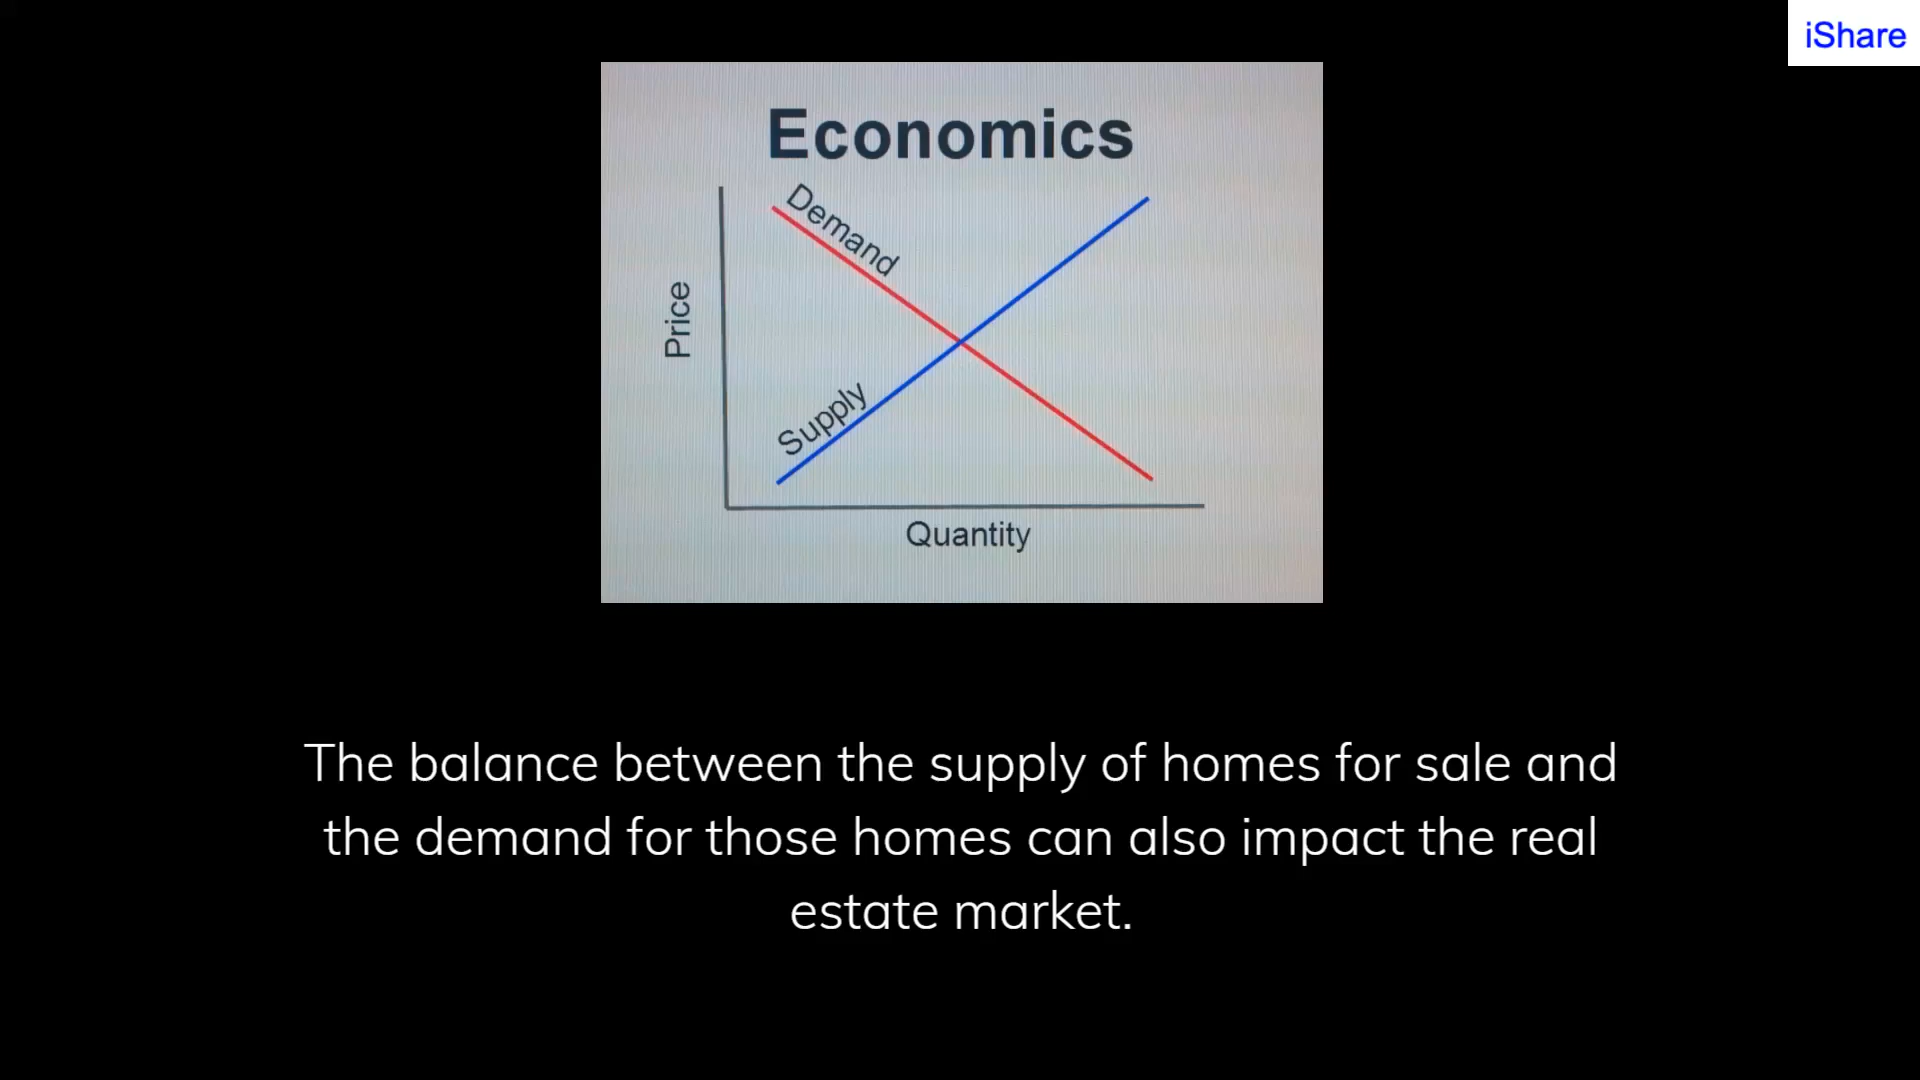 iShare
Economics
Demand
Price
Supply
Quantity
The balance between the supply of homes for sale and
the demand for those homes can also impact the real
estate market.